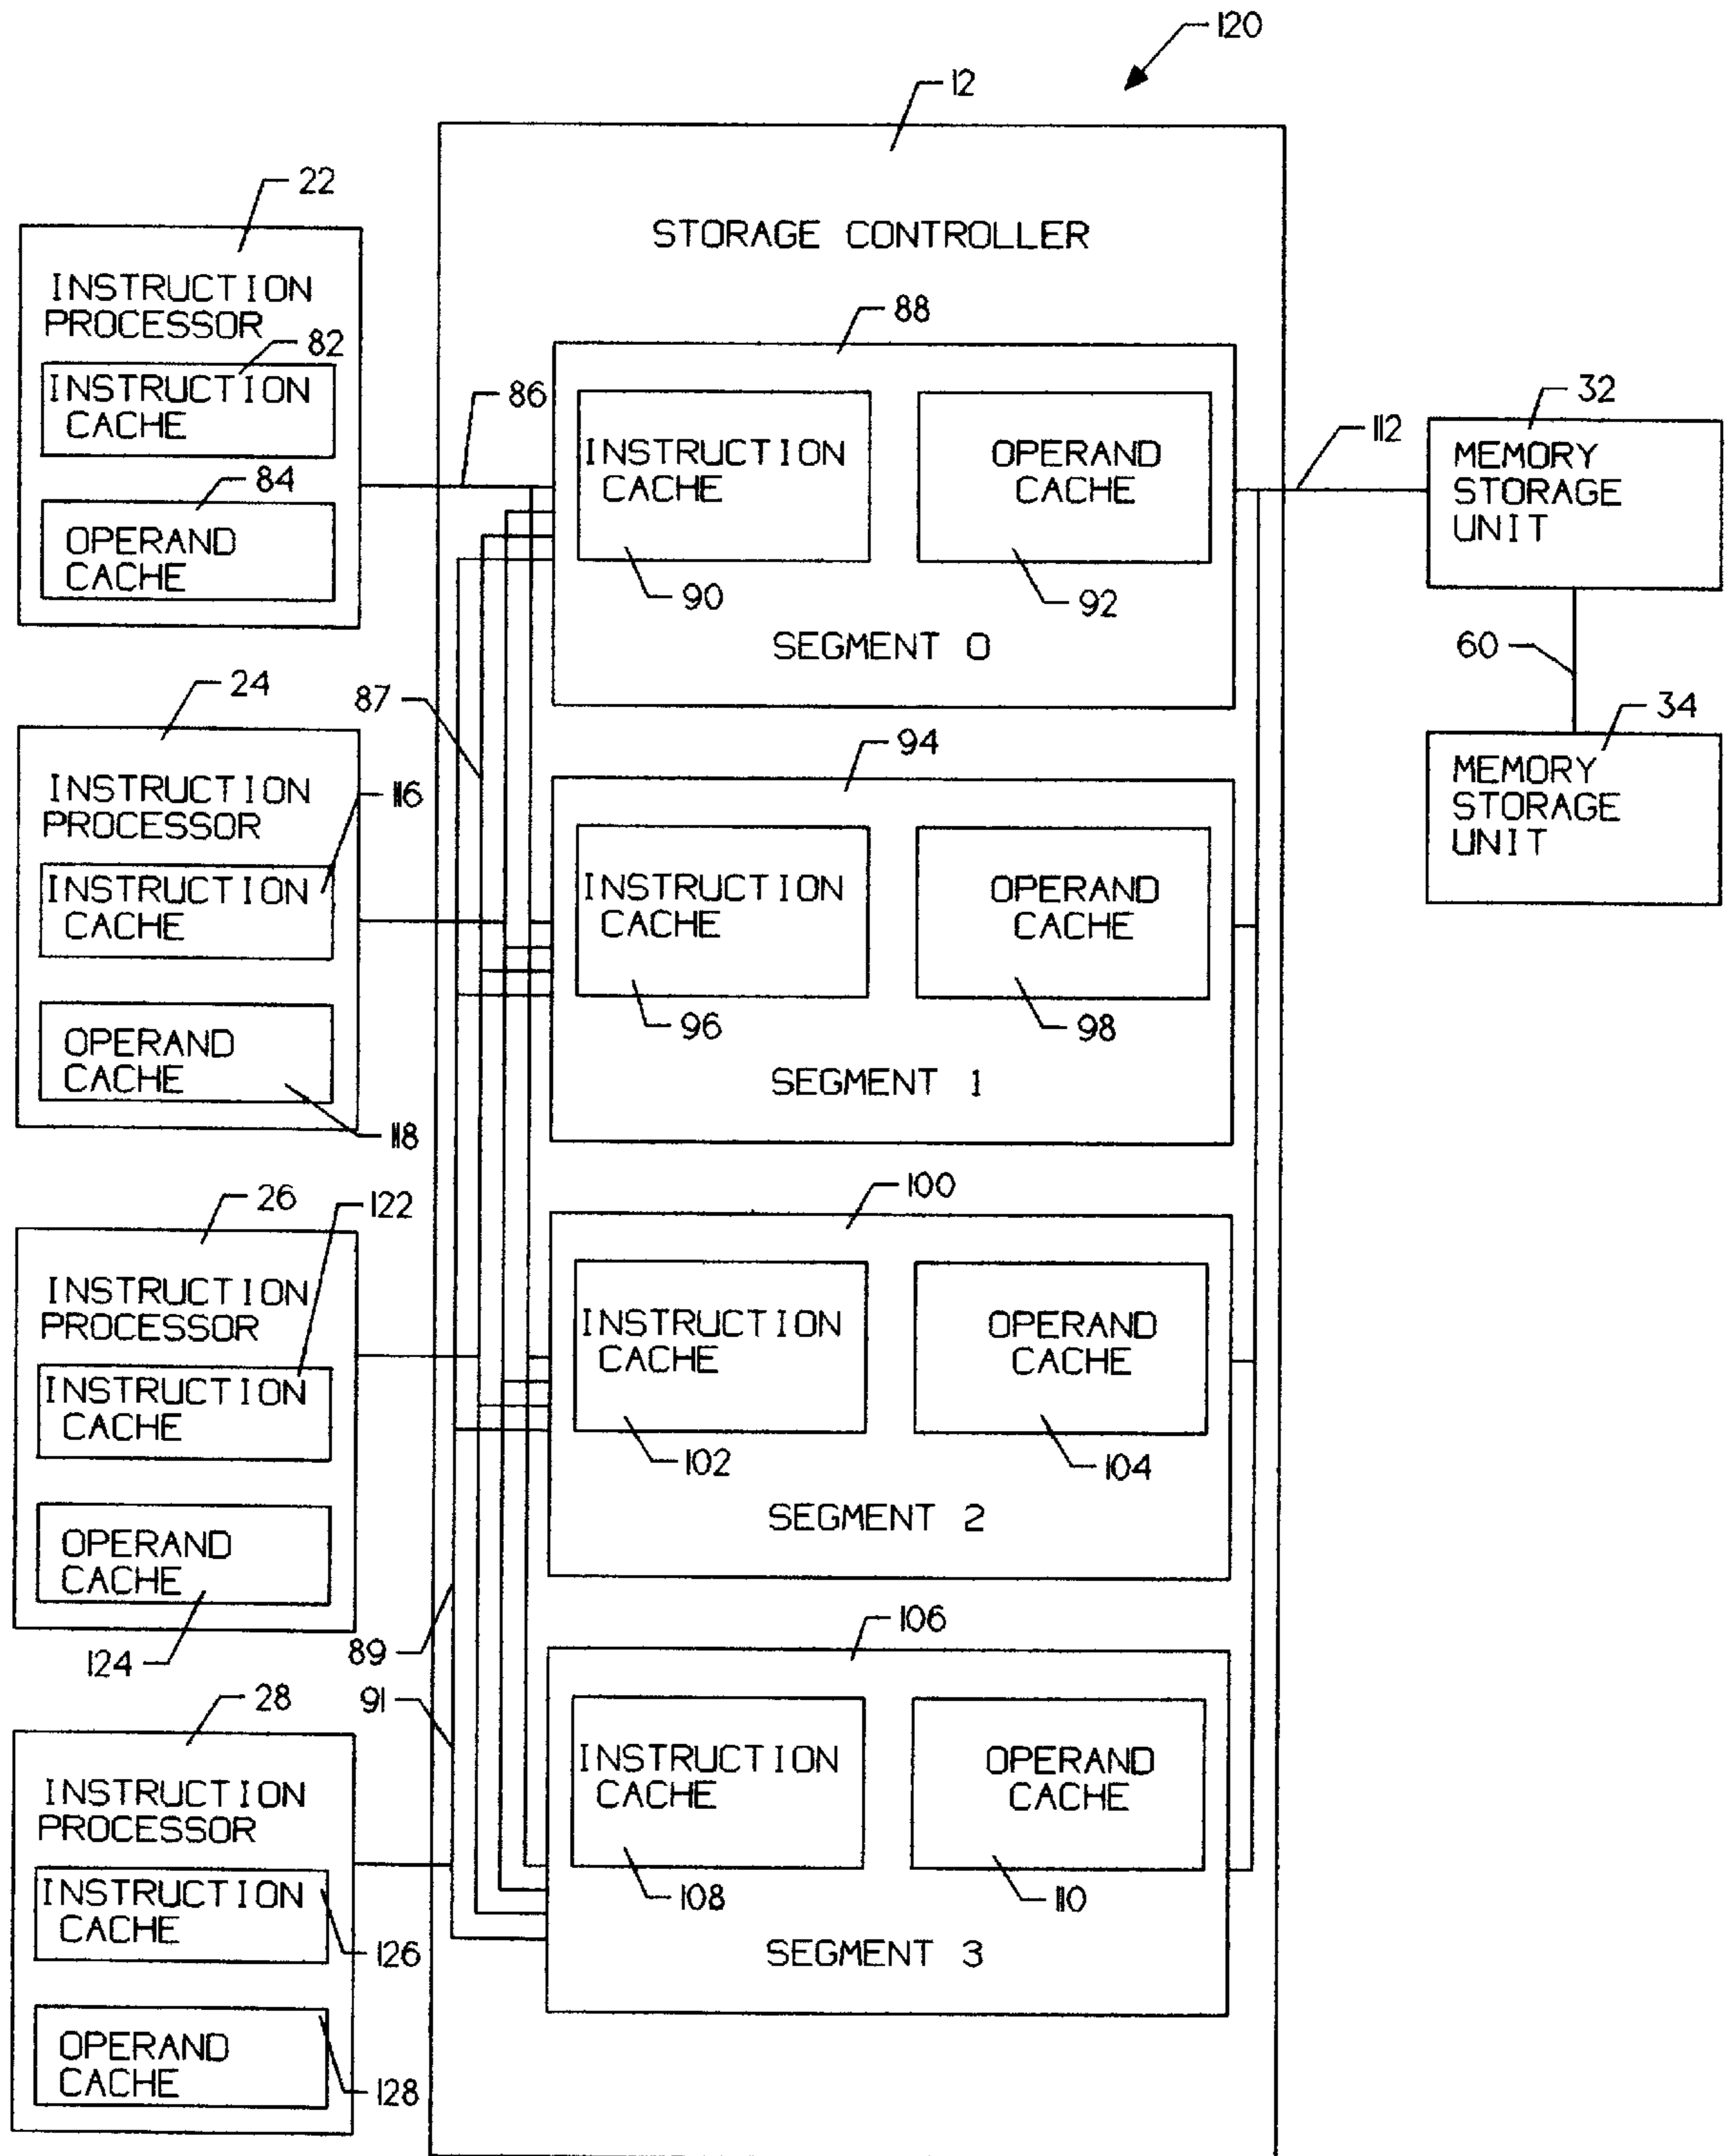 120
12
STORAGE CONTROLLER
22
INSTRUCTION
PROCESSOR
82
INSTRUCTION
CACHE
84
OPERAND
CACHE
86
88
INSTRUCTION
CACHE
OPERAND
CACHE
90
92
SEGMENT 0
112
32
MEMORY
STORAGE
UNIT
60
34
MEMORY
STORAGE
UNIT
24
INSTRUCTION
PROCESSOR
116
INSTRUCTION
CACHE
OPERAND
CACHE
118
87
94
INSTRUCTION
CACHE
OPERAND
CACHE
96
98
SEGMENT 1
26
122
INSTRUCTION
PROCESSOR
INSTRUCTION
CACHE
OPERAND
CACHE
124
100
INSTRUCTION
CACHE
OPERAND
CACHE
102
104
SEGMENT 2
89
91
28
INSTRUCTION
PROCESSOR
INSTRUCTION
CACHE
126
OPERAND
CACHE
128
106
INSTRUCTION
CACHE
OPERAND
CACHE
108
110
SEGMENT 3